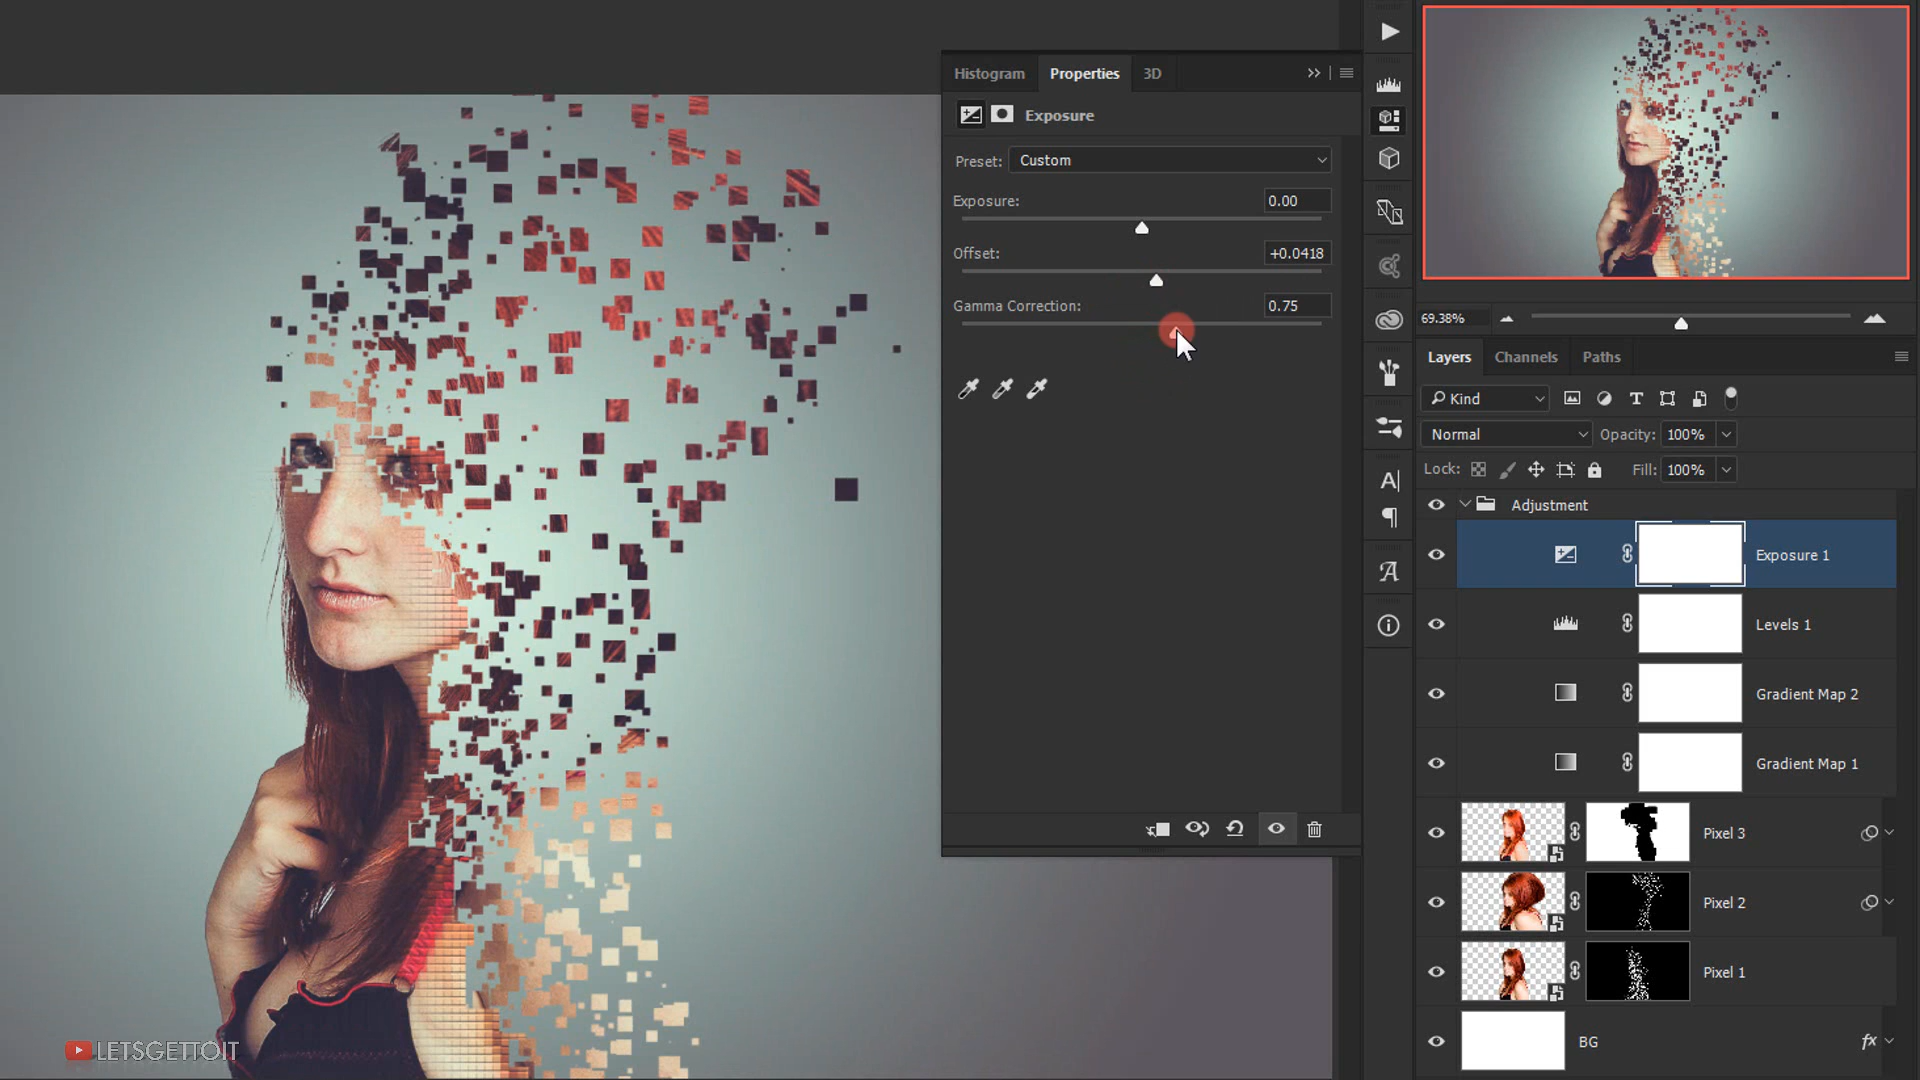 Histogram Properties 3D
Exposure
Preset: Custom
Exposure: 0.00
Offset: +0.0418
Gamma Correction: 0.75
69.38%
Layers Channels Paths
Kind
Normal Opacity: 100%
Lock: Fill: 100%
Adjustment
Exposure 1
Levels 1
Gradient Map 2
Gradient Map 1
Pixel 3
Pixel 2
Pixel 1
BG fx
LETSGETTOIT